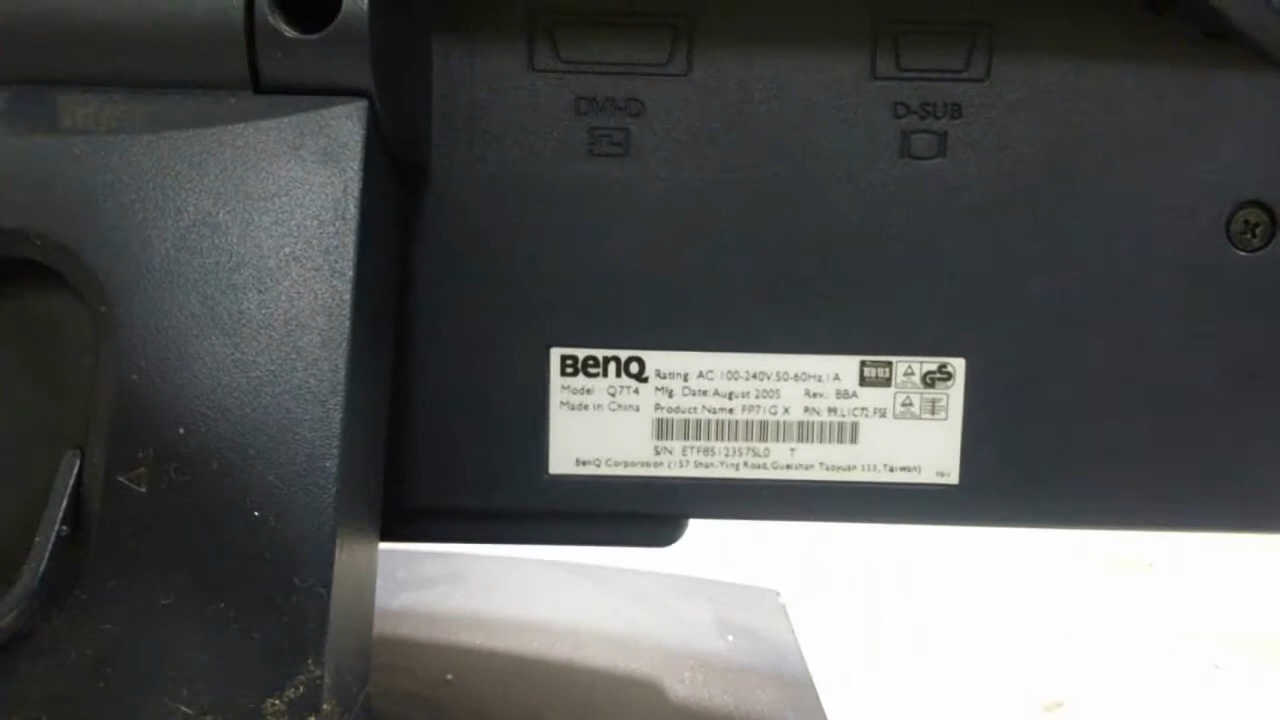 DVI-D
D-SUB
BenQ
Rating: AC 100-240V,50-60Hz,1A
Model: Q7T4 Mfg. Date:August 2005 Rev.: BBA
Made in China Product Name: FP71G X P/N: 99.L1C72.FSE
S/N: ETF8512357SL0 T
BenQ Corporation (157 Shan-Ying Road, Gueishan Taoyuan 333, Taiwan)